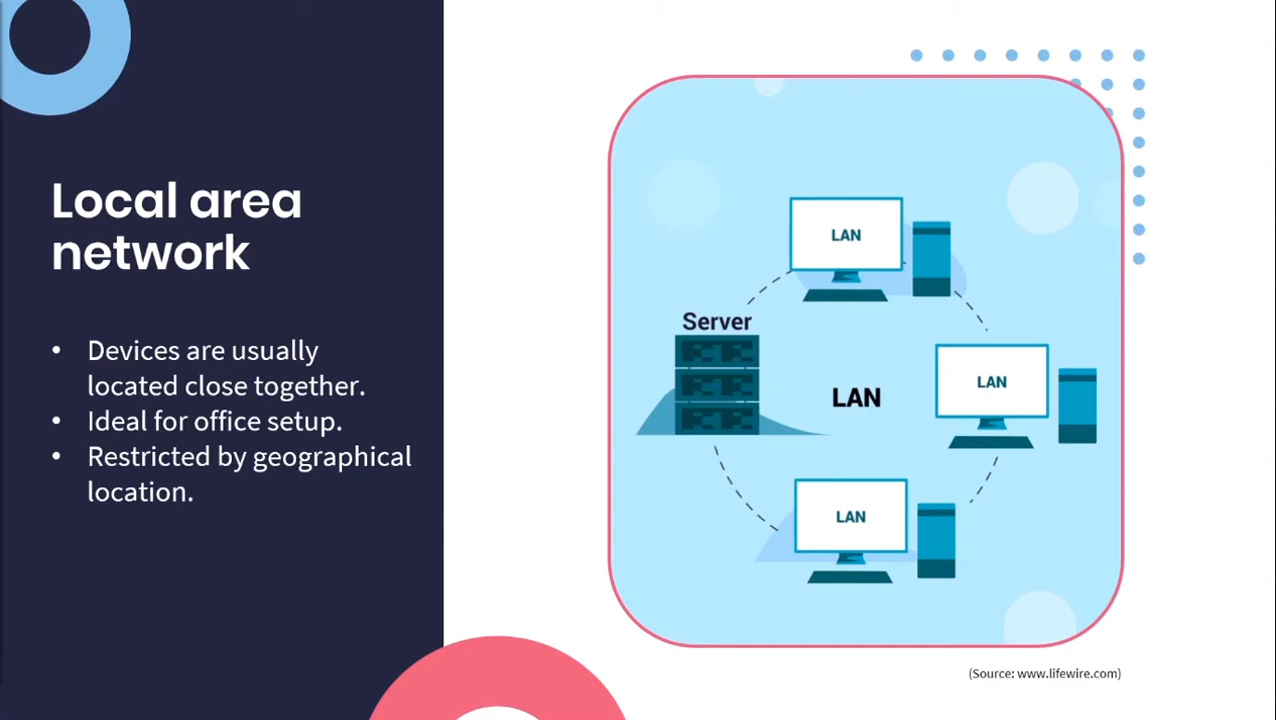 Local area
network
• Devices are usually
located close together.
• Ideal for office setup.
• Restricted by geographical
location.
LAN
Server
LAN
LAN
LAN
(Source: www.lifewire.com)